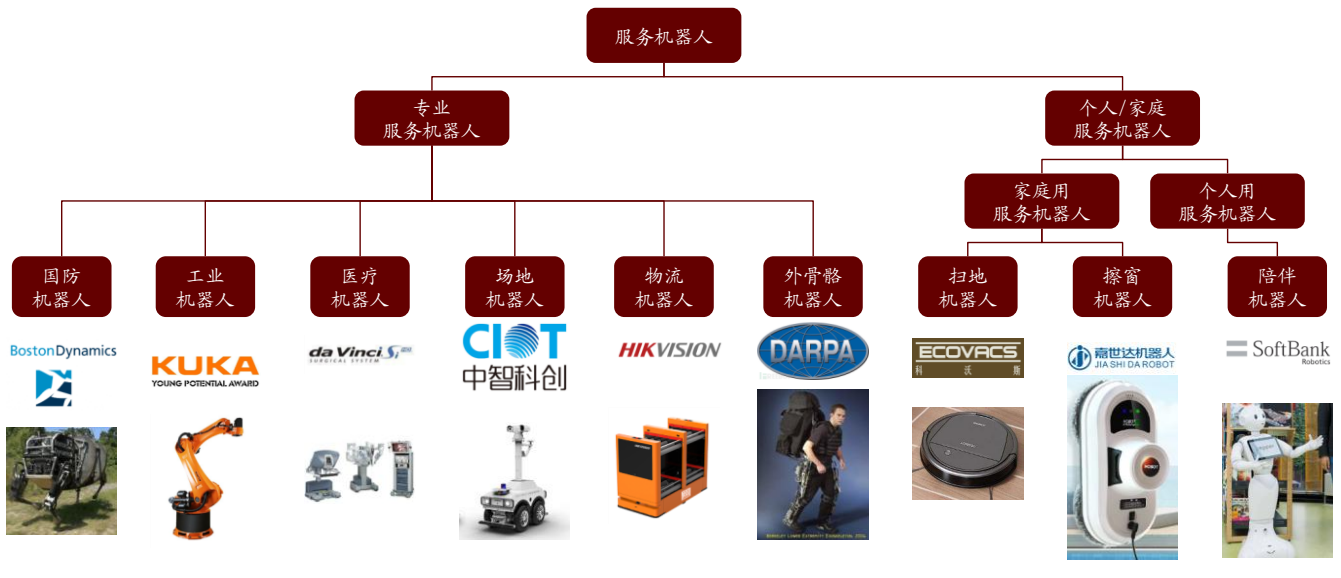 服务机器人
专业
服务机器人
个人/家庭
服务机器人
家庭用
服务机器人
个人用
服务机器人
国防
机器人
工业
机器人
医疗
机器人
场地
机器人
物流
机器人
外骨骼
机器人
扫地
机器人
擦窗
机器人
陪伴
机器人
BostonDynamics
KUKA
YOUNG POTENTIAL AWARD
da Vinci Si
SURGICAL SYSTEM
CIOT
中智科创
HIKVISION
DARPA
ECOVACS
科沃斯
嘉世达机器人
JIA SHI DA ROBOT
SoftBank
Robotics